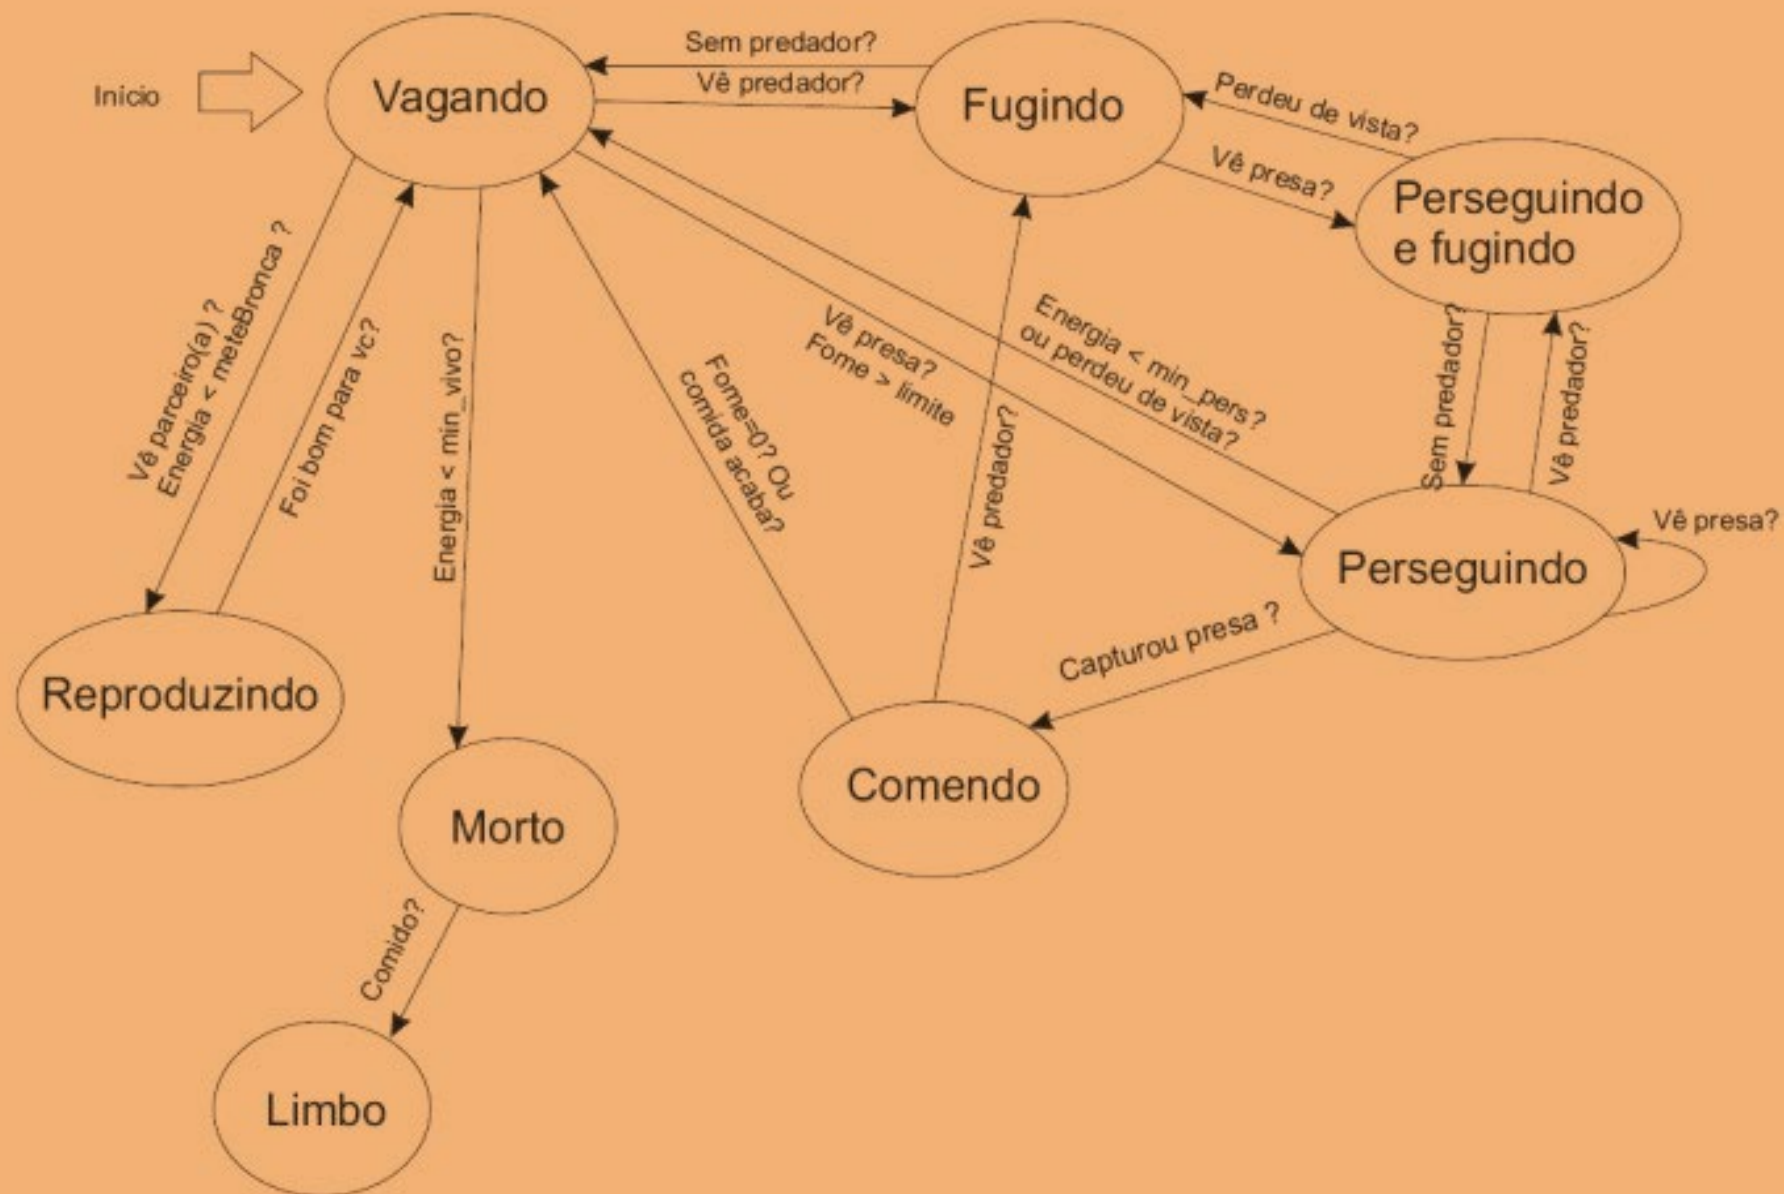 Inicio
Vagando
Sem predador?
Vê predador?
Fugindo
Perdeu de vista?
Vê presa?
Perseguindo
e fugindo
Vê parceiro(a) ?
Energia < meteBronca ?
Foi bom para vc?
Energia < min_vivo?
Fome=0? Ou
comida acaba?
Vê presa?
Fome > limite
Energia < min_pers?
ou perdeu de vista?
Vê predador?
Sem predador?
Vê predador?
Vê presa?
Perseguindo
Capturou presa ?
Reproduzindo
Morto
Comendo
Comido?
Limbo